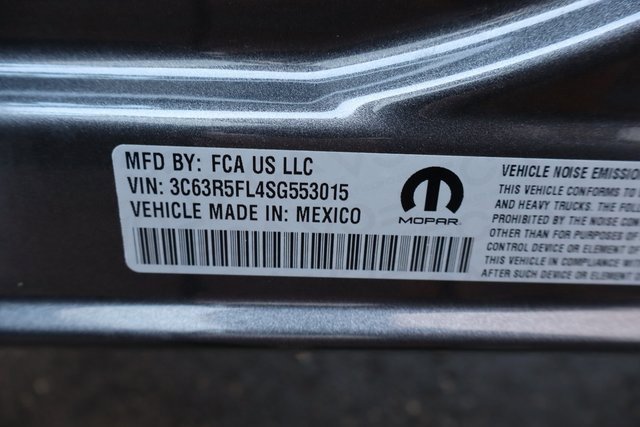 MFD BY: FCA US LLC
VIN: 3C63R5FL4SG553015
VEHICLE MADE IN: MEXICO
MOPAR
VEHICLE NOISE EMISSION
THIS VEHICLE CONFORMS TO
AND HEAVY TRUCKS. THE
PROHIBITED BY THE NOISE CON
OTHER THAN FOR PURPOSES OF
CONTROL DEVICE OR ELEMENT OF
THIS VEHICLE IN COMPLIANCE WITH
AFTER SUCH DEVICE OR ELEMENT